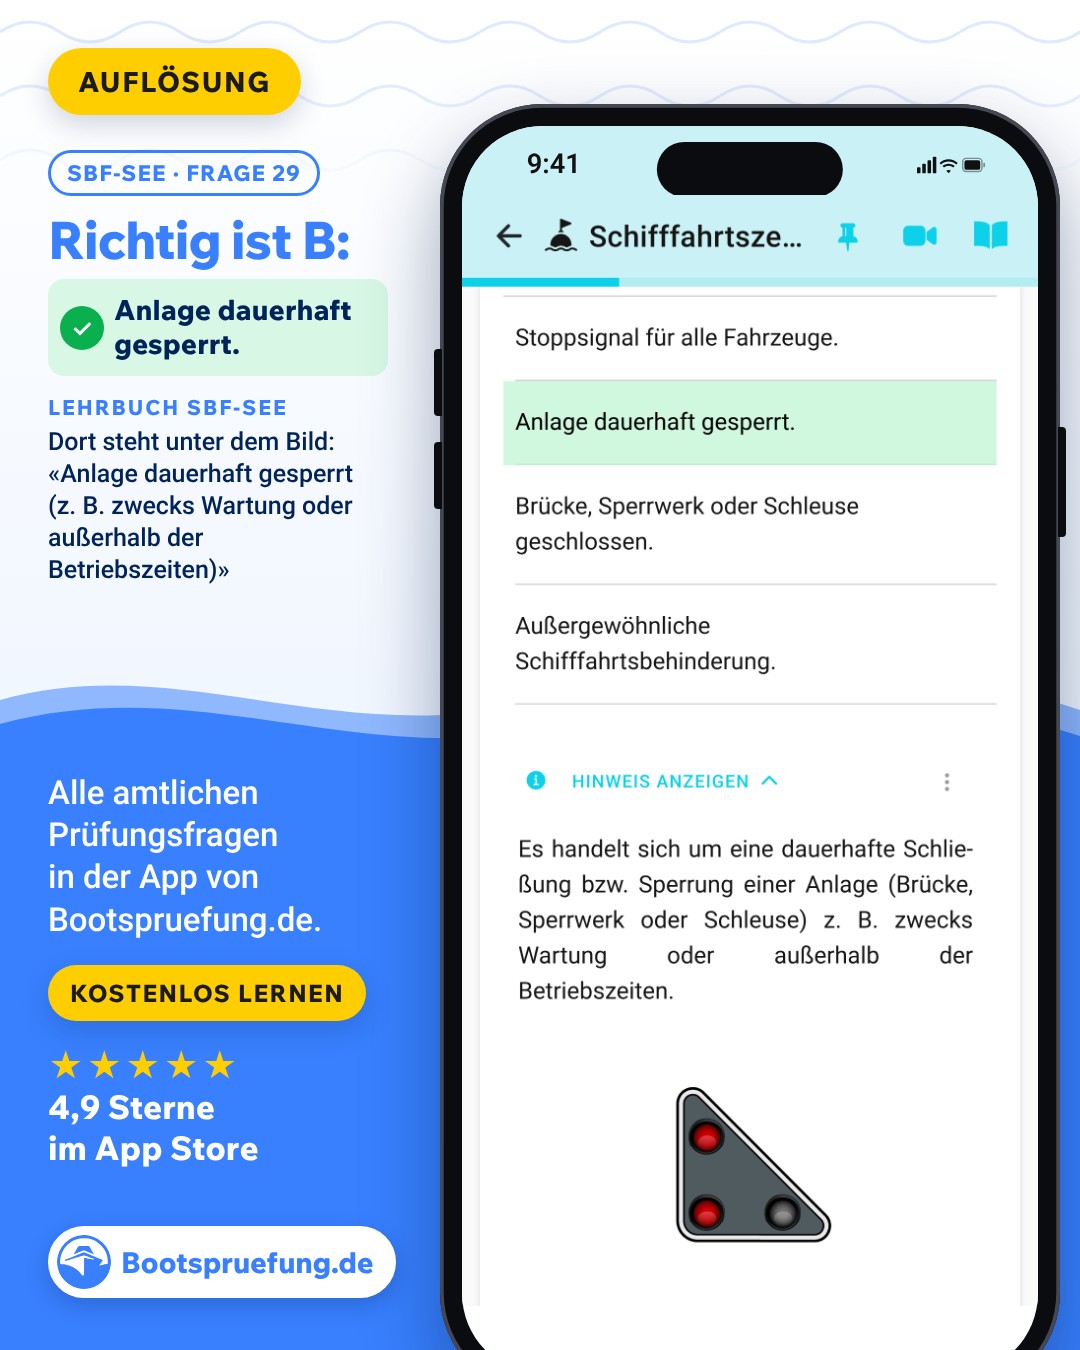 AUFLÖSUNG
SBF-SEE · FRAGE 29
Richtig ist B:
Anlage dauerhaft
gesperrt.
LEHRBUCH SBF-SEE
Dort steht unter dem Bild:
«Anlage dauerhaft gesperrt
(z. B. zwecks Wartung oder
außerhalb der
Betriebszeiten)»
Alle amtlichen
Prüfungsfragen
in der App von
Bootspruefung.de.
KOSTENLOS LERNEN
4,9 Sterne
im App Store
Bootspruefung.de
9:41
Schifffahrtsze...
Stoppsignal für alle Fahrzeuge.
Anlage dauerhaft gesperrt.
Brücke, Sperrwerk oder Schleuse
geschlossen.
Außergewöhnliche
Schifffahrtsbehinderung.
HINWEIS ANZEIGEN
Es handelt sich um eine dauerhafte Schlie-
ßung bzw. Sperrung einer Anlage (Brücke,
Sperrwerk oder Schleuse) z. B. zwecks
Wartung oder außerhalb der
Betriebszeiten.